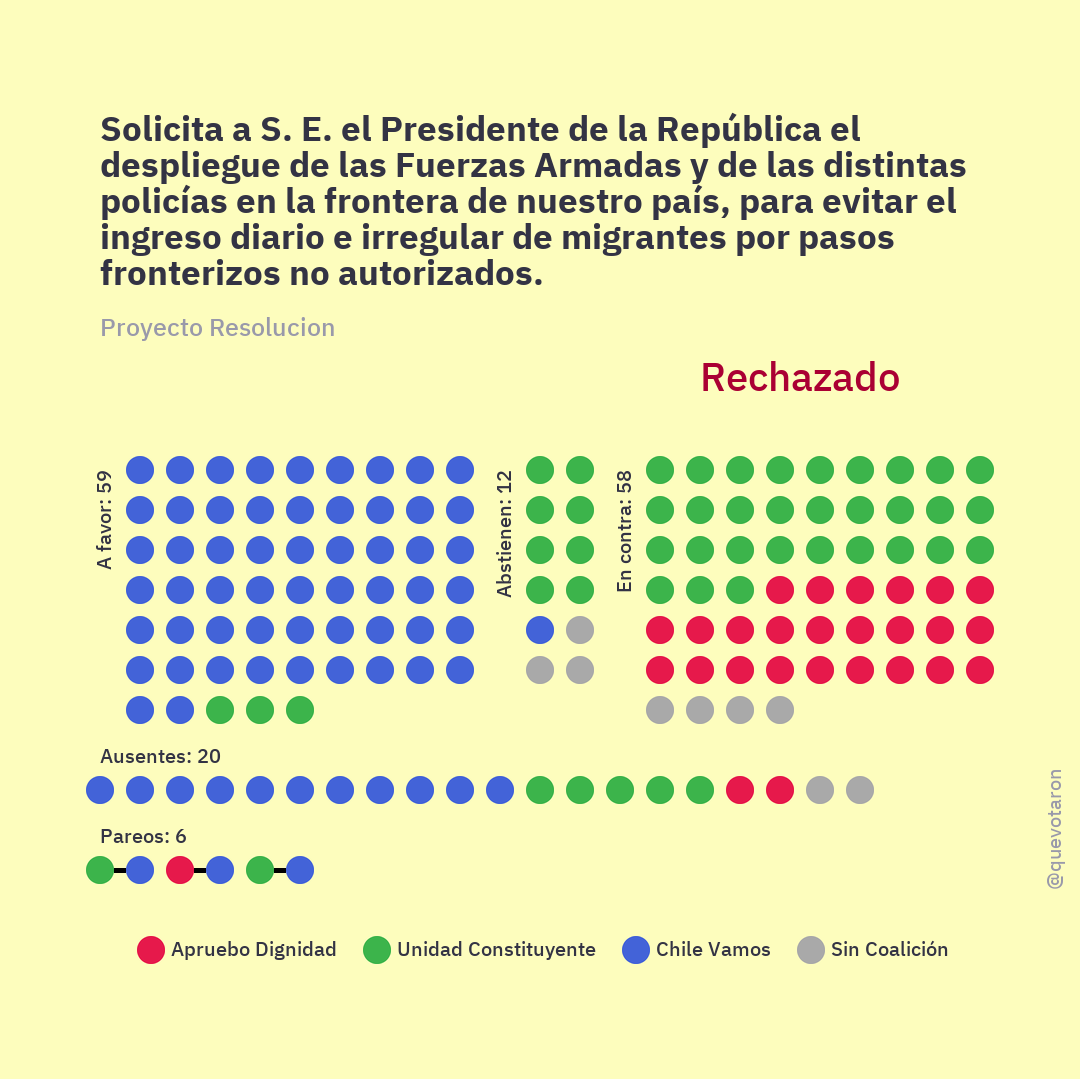 Solicita a S. E. el Presidente de la República el
despliegue de las Fuerzas Armadas y de las distintas
policías en la frontera de nuestro país, para evitar el
ingreso diario e irregular de migrantes por pasos
fronterizos no autorizados.
Proyecto Resolucion
Rechazado
A favor: 59
Abstienen: 12
En contra: 58
Ausentes: 20
Pareos: 6
@quevotaron
Apruebo Dignidad
Unidad Constituyente
Chile Vamos
Sin Coalición